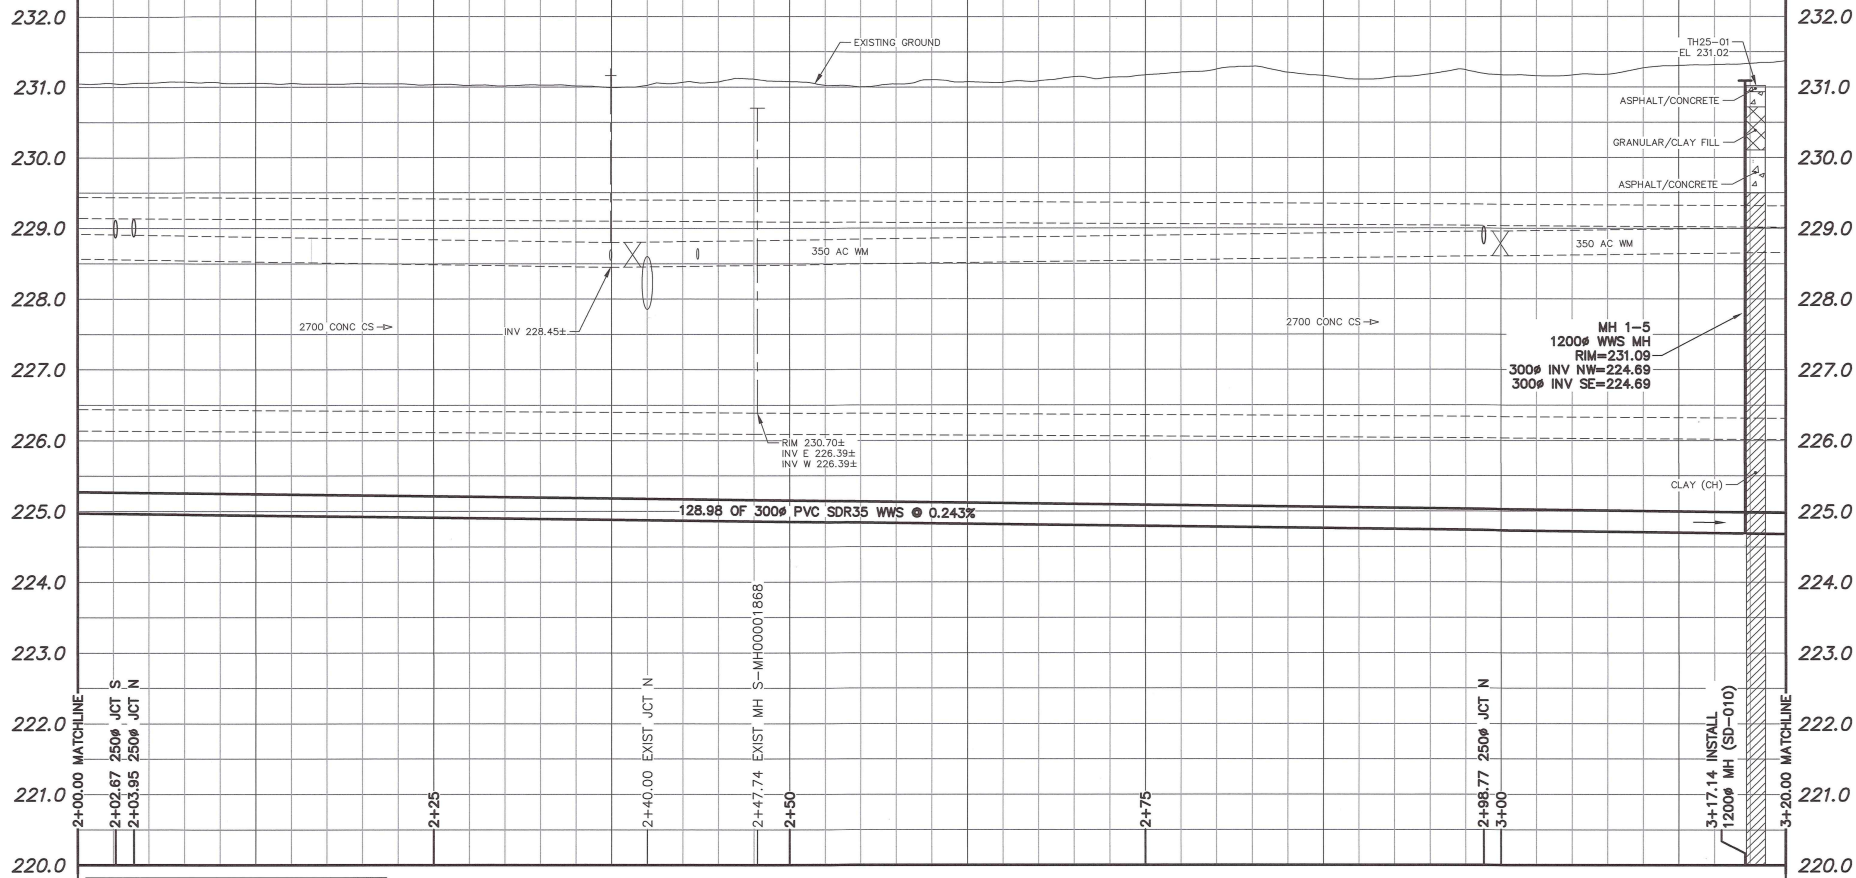 232.0
231.0
230.0
229.0
228.0
227.0
226.0
225.0
224.0
223.0
222.0
221.0
220.0
EXISTING GROUND
TH25-01
EL 231.02
ASPHALT/CONCRETE
GRANULAR/CLAY FILL
ASPHALT/CONCRETE
350 AC WM
350 AC WM
2700 CONC CS
INV 228.45±
2700 CONC CS
MH 1-5
1200ø WWS MH
RIM=231.09
300ø INV NW=224.69
300ø INV SE=224.69
RIM 230.70±
INV E 226.39±
INV W 226.39±
CLAY (CH)
128.98 OF 300ø PVC SDR35 WWS @ 0.243%
2+00.00 MATCHLINE
2+02.67 250ø JCT S
2+03.95 250ø JCT N
2+25
2+40.00 EXIST JCT N
2+47.74 EXIST MH S-MH00001868
2+50
2+75
2+98.77 250ø JCT N
3+00
3+17.14 INSTALL
1200ø MH (SD-010)
3+20.00 MATCHLINE
232.0
231.0
230.0
229.0
228.0
227.0
226.0
225.0
224.0
223.0
222.0
221.0
220.0